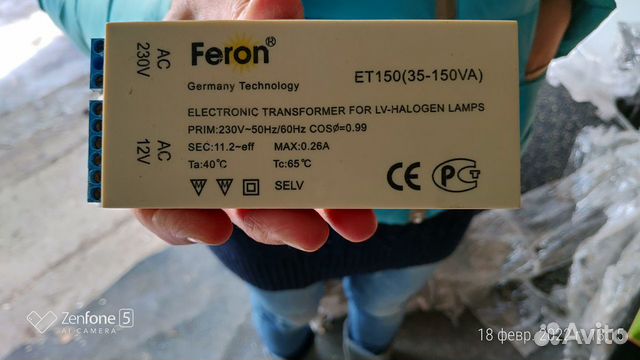 Feron®
Germany Technology
ET150(35-150VA)
ELECTRONIC TRANSFORMER FOR LV-HALOGEN LAMPS
PRIM:230V~50Hz/60Hz COSØ=0.99
SEC:11.2~eff MAX:0.26A
Ta:40℃ Tc:65℃
SELV
AC
230V
AC
12V
M M
CE PCT
Zenfone 5
AI CAMERA
18 февр.
Avito